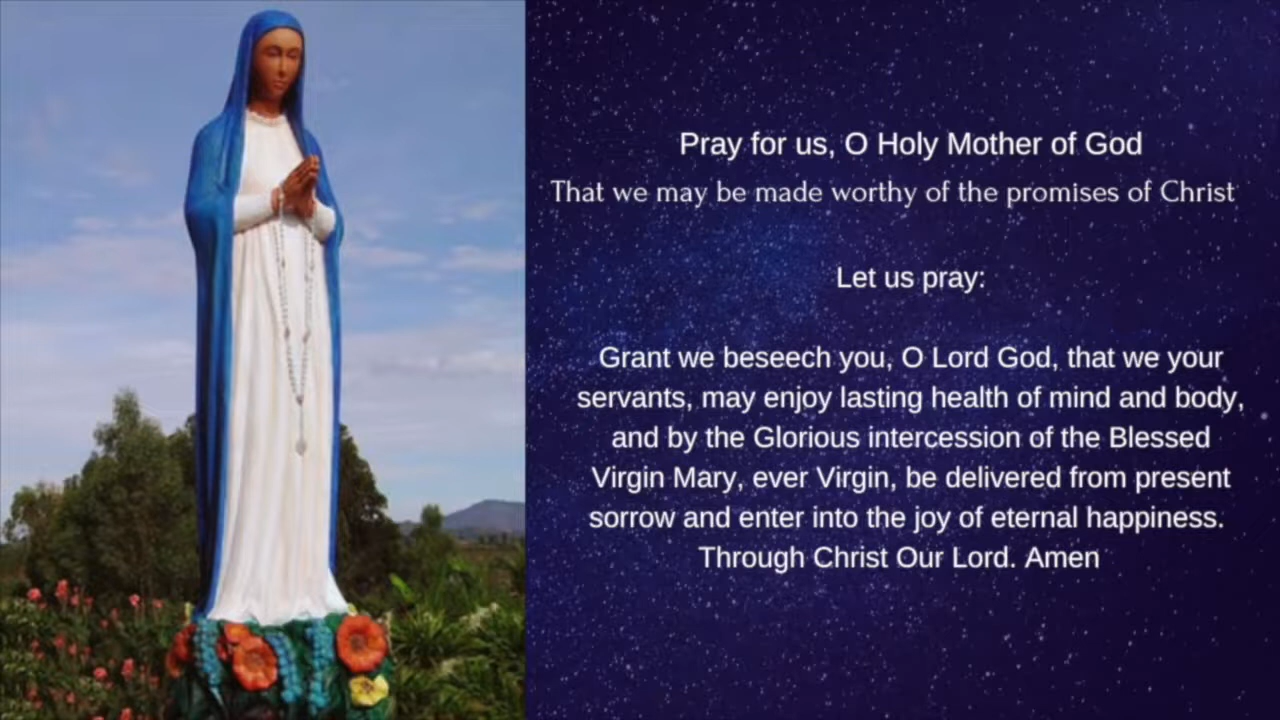 Pray for us, O Holy Mother of God
That we may be made worthy of the promises of Christ
Let us pray:
Grant we beseech you, O Lord God, that we your
servants, may enjoy lasting health of mind and body,
and by the Glorious intercession of the Blessed
Virgin Mary, ever Virgin, be delivered from present
sorrow and enter into the joy of eternal happiness.
Through Christ Our Lord. Amen